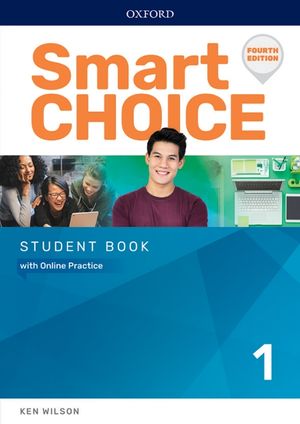 OXFORD
FOURTH
EDITION
Smart
CHOICE
STUDENT BOOK
with Online Practice
1
KEN WILSON